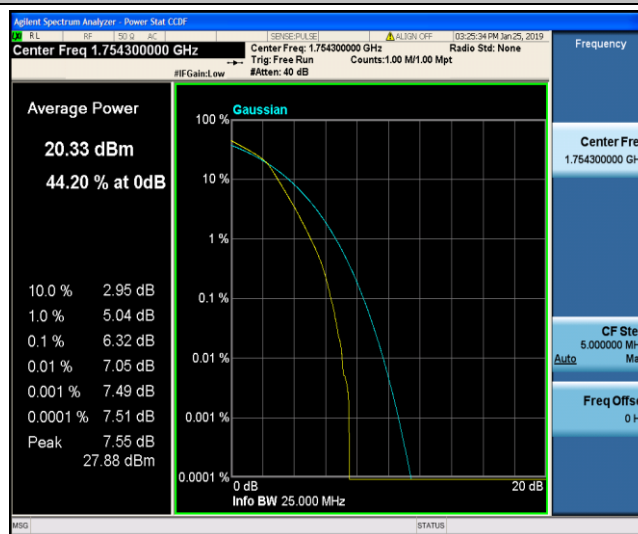 Agilent Spectrum Analyzer - Power Stat CCDF
RL RF 50 Ω AC SENSE:PULSE ALIGN OFF 03:25:34 PM Jan 25, 2019
Center Freq 1.754300000 GHz
Center Freq: 1.754300000 GHz Radio Std: None
Trig: Free Run Counts:1.00 M/1.00 Mpt
#IFGain:Low #Atten: 40 dB
Frequency
Average Power
20.33 dBm
44.20 % at 0dB
10.0 % 2.95 dB
1.0 % 5.04 dB
0.1 % 6.32 dB
0.01 % 7.05 dB
0.001 % 7.49 dB
0.0001 % 7.51 dB
Peak 7.55 dB
27.88 dBm
Gaussian
100 %
10 %
1 %
0.1 %
0.01 %
0.001 %
0.0001 %
0 dB 20 dB
Info BW 25.000 MHz
Center Fre
1.754300000 GH
CF Ste
5.000000 MH
Auto Ma
Freq Offse
0 H
MSG STATUS